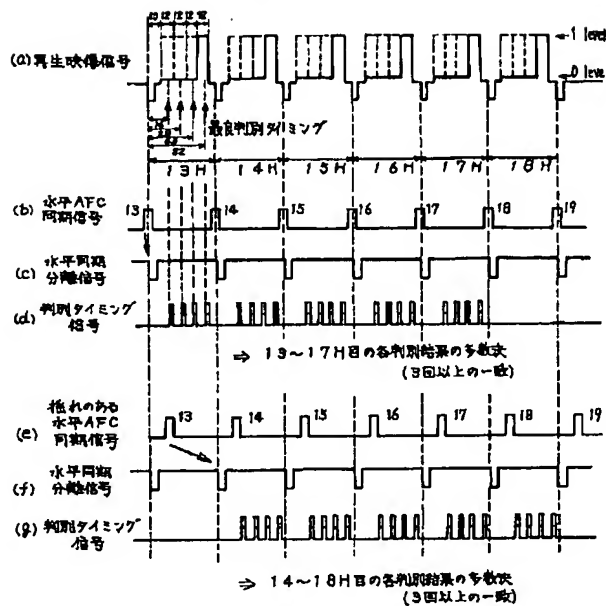 (a) 再生映像信号
1 level
0 level
最良判別タイミング
52
13H 14H 15H 16H 17H 18H
(b) 水平AFC同期信号
13 14 15 16 17 18 19
(c) 水平同期分離信号
(d) 判別タイミング信号
⇒ 13〜17H目の各判別結果の多数決
(3回以上の一致)
(e) 揺れのある水平AFC同期信号
13 14 15 16 17 18 19
(f) 水平同期分離信号
(g) 判別タイミング信号
⇒ 14〜18H目の各判別結果の多数決
(3回以上の一致)